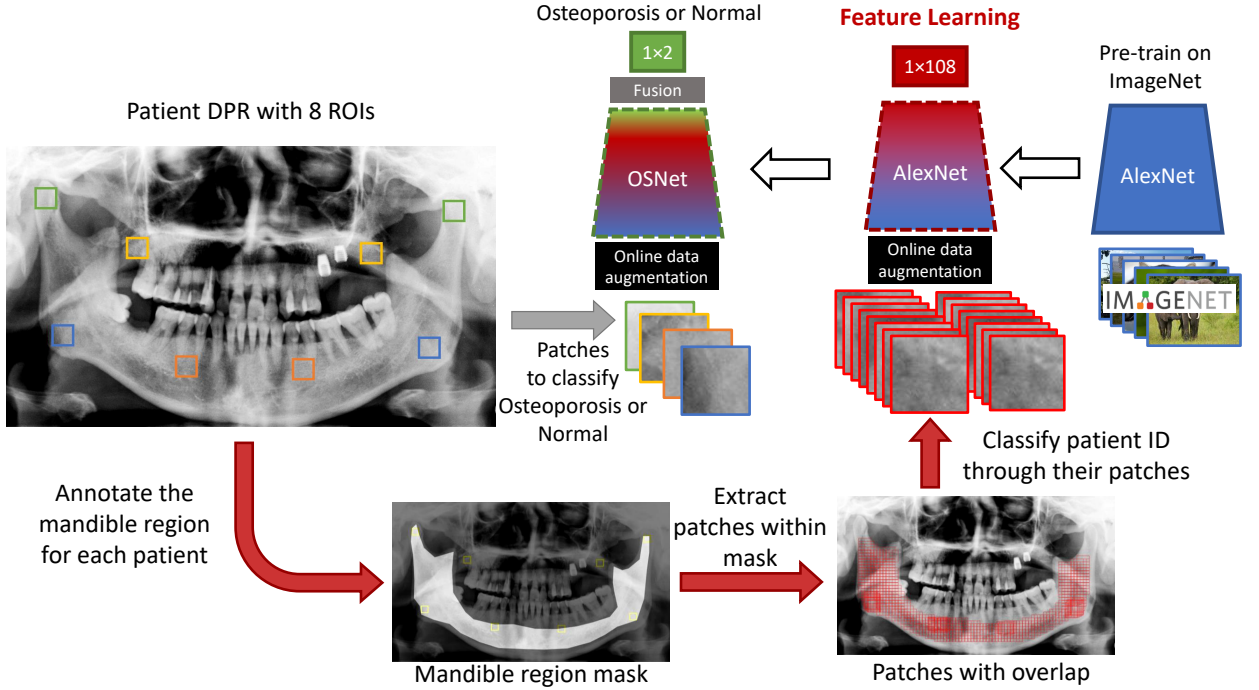 Osteoporosis or Normal
1×2
Fusion
OSNet
Online data
augmentation
Feature Learning
1×108
AlexNet
Online data
augmentation
Pre-train on
ImageNet
AlexNet
IMAGENET
Patient DPR with 8 ROIs
Patches
to classify
Osteoporosis or
Normal
Classify patient ID
through their patches
Annotate the
mandible region
for each patient
Extract
patches within
mask
Mandible region mask
Patches with overlap